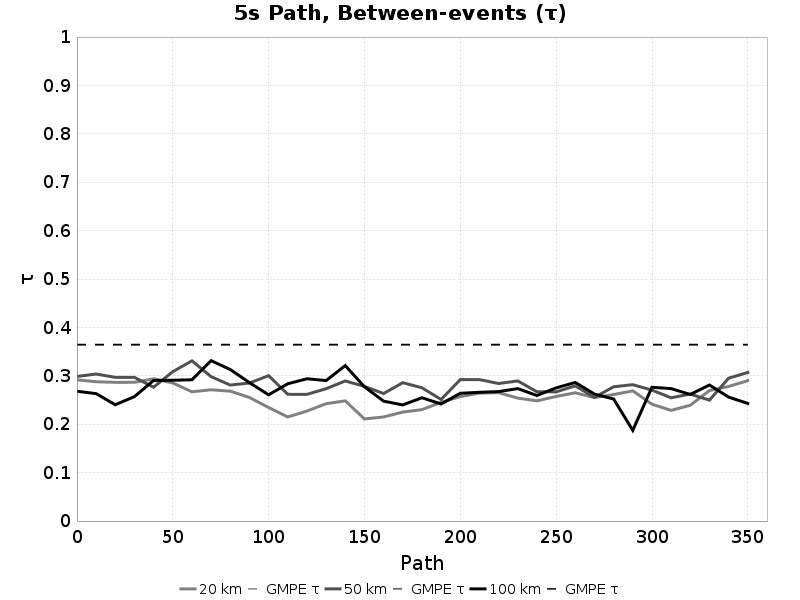 5s Path, Between-events (τ)
1
0.9
0.8
0.7
0.6
0.5
0.4
0.3
0.2
0.1
0
τ
0 50 100 150 200 250 300 350
Path
20 km GMPE τ 50 km GMPE τ 100 km GMPE τ